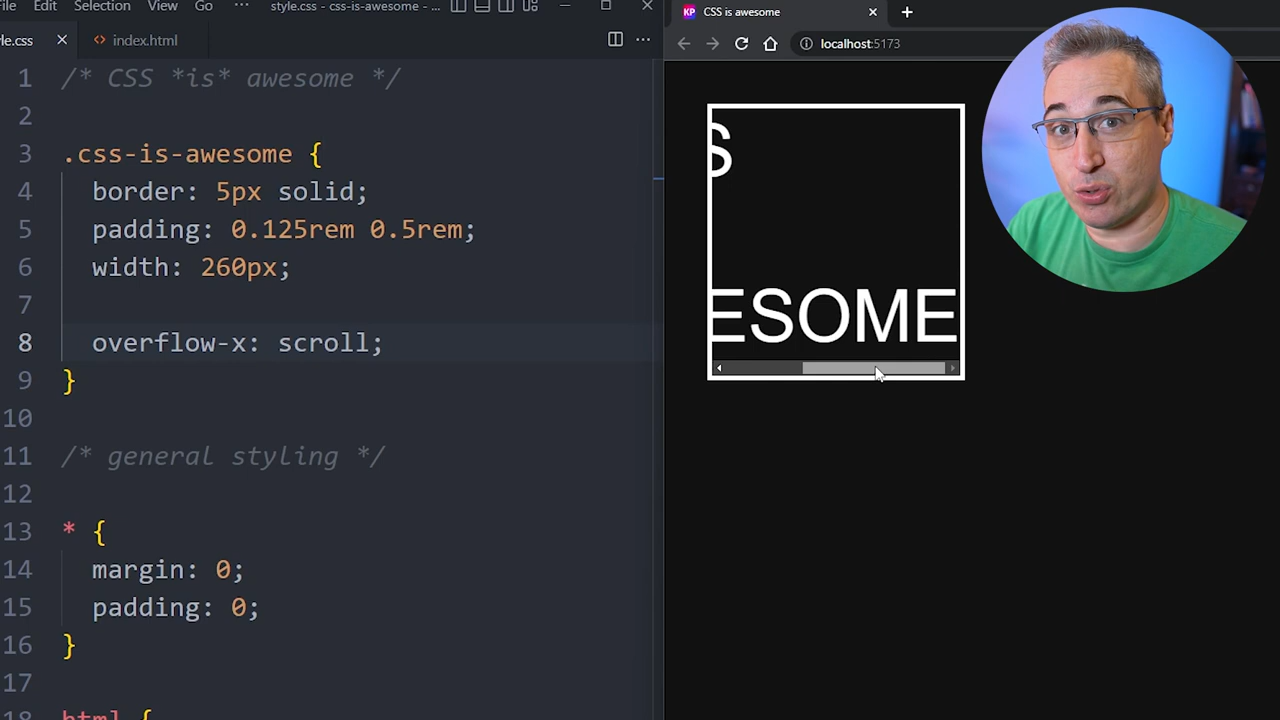 File Edit Selection View Go ··· style.css - css-is-awesome - ...
le.css index.html ···
1 /* CSS *is* awesome */
2
3 .css-is-awesome {
4 border: 5px solid;
5 padding: 0.125rem 0.5rem;
6 width: 260px;
7
8 overflow-x: scroll;
9 }
10
11 /* general styling */
12
13 * {
14 margin: 0;
15 padding: 0;
16 }
17
18 html {
KP CSS is awesome
localhost:5173
S
ESOME